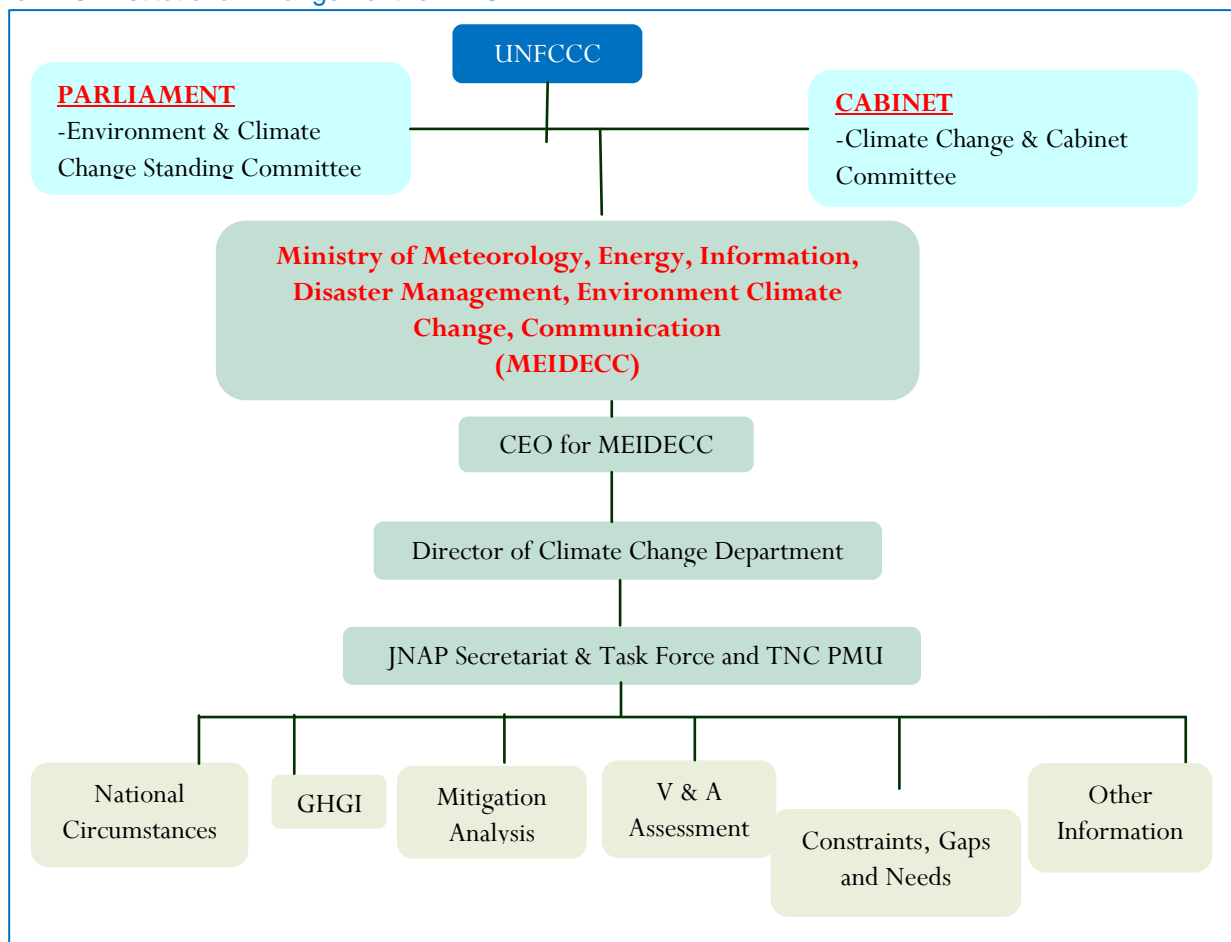 UNFCCC
PARLIAMENT
-Environment & Climate
Change Standing Committee
CABINET
-Climate Change & Cabinet
Committee
Ministry of Meteorology, Energy, Information,
Disaster Management, Environment Climate
Change, Communication
(MEIDECC)
CEO for MEIDECC
Director of Climate Change Department
JNAP Secretariat & Task Force and TNC PMU
National
Circumstances
GHGI
Mitigation
Analysis
V & A
Assessment
Constraints, Gaps
and Needs
Other
Information